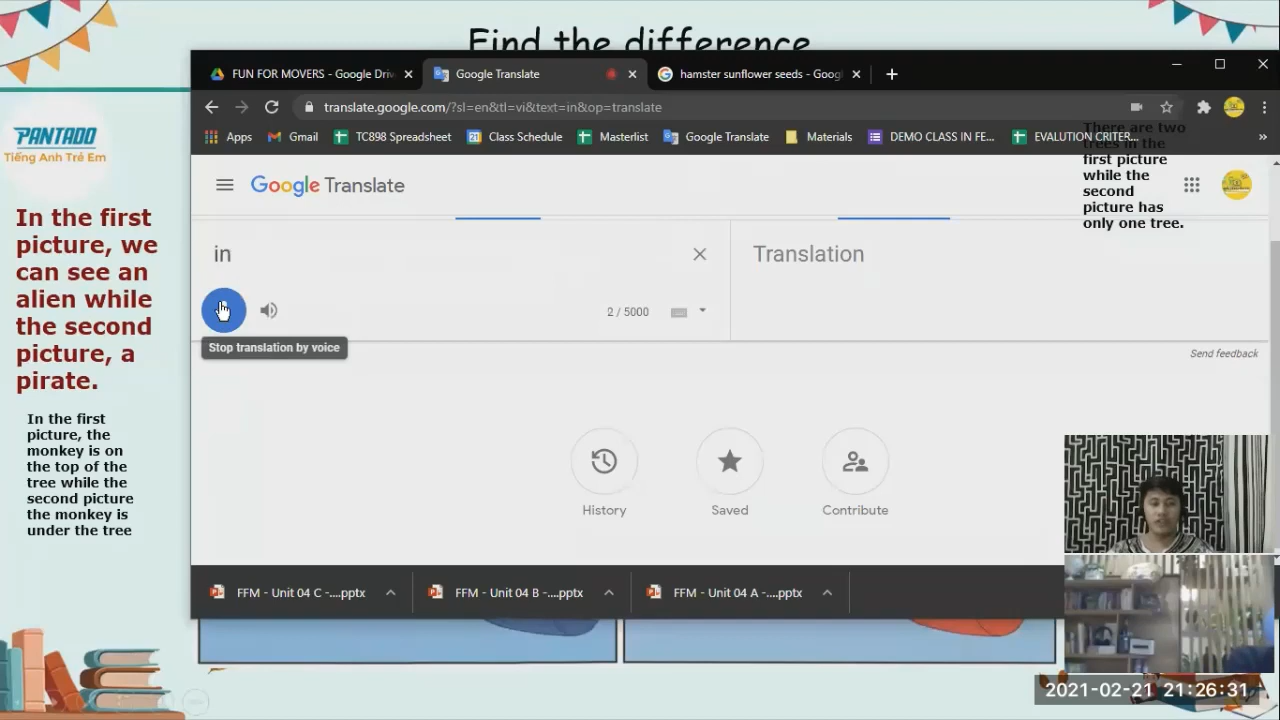 Find the difference
FUN FOR MOVERS - Google Driv
Google Translate
hamster sunflower seeds - Goog
translate.google.com/?sl=en&tl=vi&text=in&op=translate
Apps
Gmail
TC898 Spreadsheet
Class Schedule
Masterlist
Google Translate
Materials
DEMO CLASS IN FE...
EVALUTION CRITER...
»
PANTADO
Tiếng Anh Trẻ Em
In the first
picture, we
can see an
alien while
the second
picture, a
pirate.
In the first
picture, the
monkey is on
the top of the
tree while the
second picture
the monkey is
under the tree
Google Translate
There are two
trees in the
first picture
while the
second
picture has
only one tree.
in
Translation
2 / 5000
Stop translation by voice
Send feedback
History
Saved
Contribute
FFM - Unit 04 C -....pptx
FFM - Unit 04 B -....pptx
FFM - Unit 04 A -....pptx
2021-02-21 21:26:31